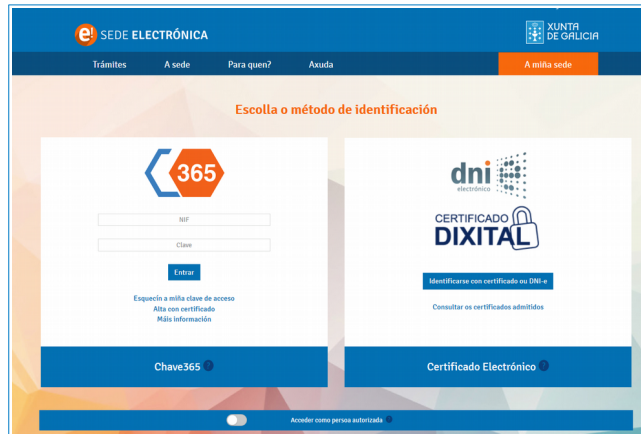 e! SEDE ELECTRÓNICA
XUNTA
DE GALICIA
Trámites A sede Para quen? Axuda A miña sede
Escolla o método de identificación
365
NIF
Clave
Entrar
Esquecín a miña clave de acceso
Alta con certificado
Máis información
Chave365
dni
electrónico
CERTIFICADO
DIXITAL
Identificarse con certificado ou DNI-e
Consultar os certificados admitidos
Certificado Electrónico
Acceder como persoa autorizada